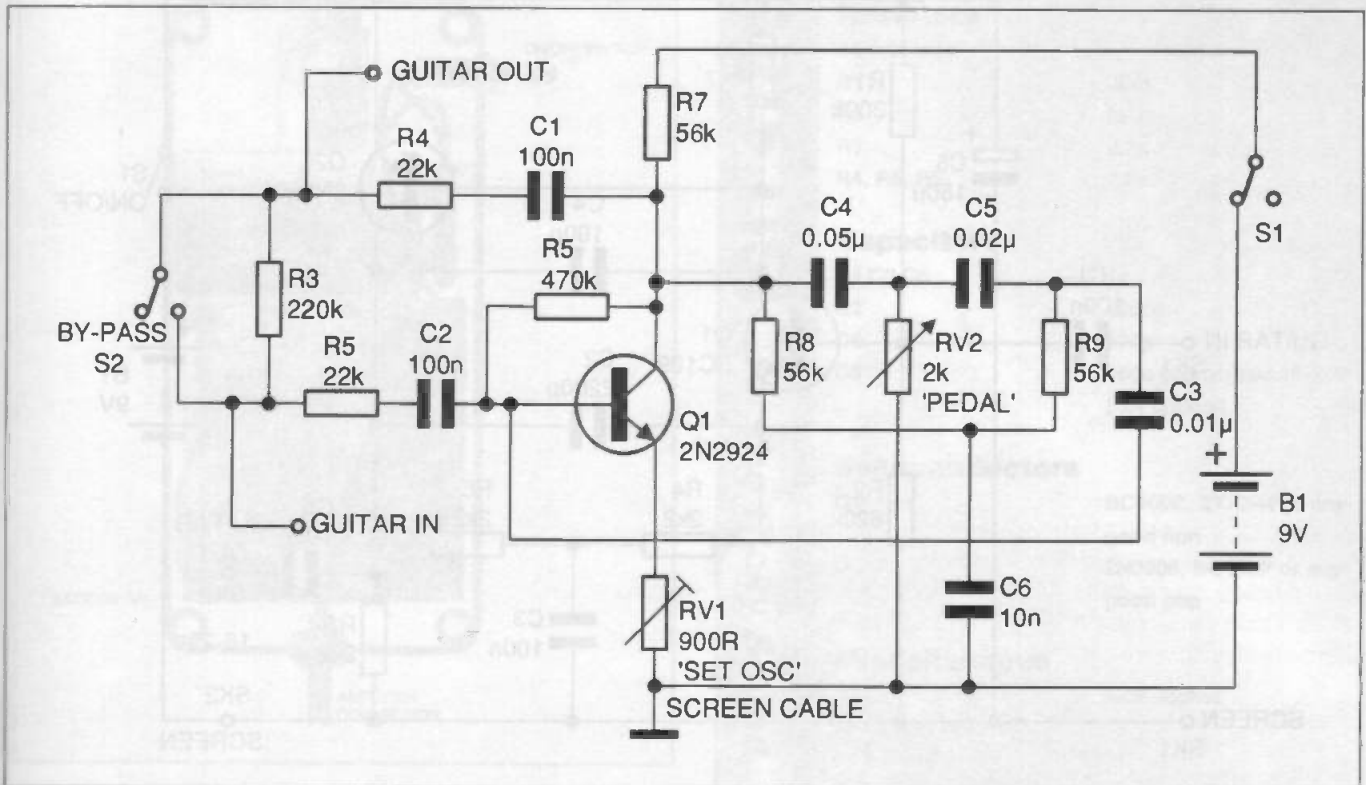 GUITAR OUT
R4
22k
C1
100n
R7
56k
R3
220k
R5
470k
C4
0.05µ
C5
0.02µ
S1
BY-PASS
S2
R5
22k
C2
100n
Q1
2N2924
R8
56k
RV2
2k
'PEDAL'
R9
56k
C3
0.01µ
GUITAR IN
+
B1
9V
RV1
900R
'SET OSC'
C6
10n
SCREEN CABLE